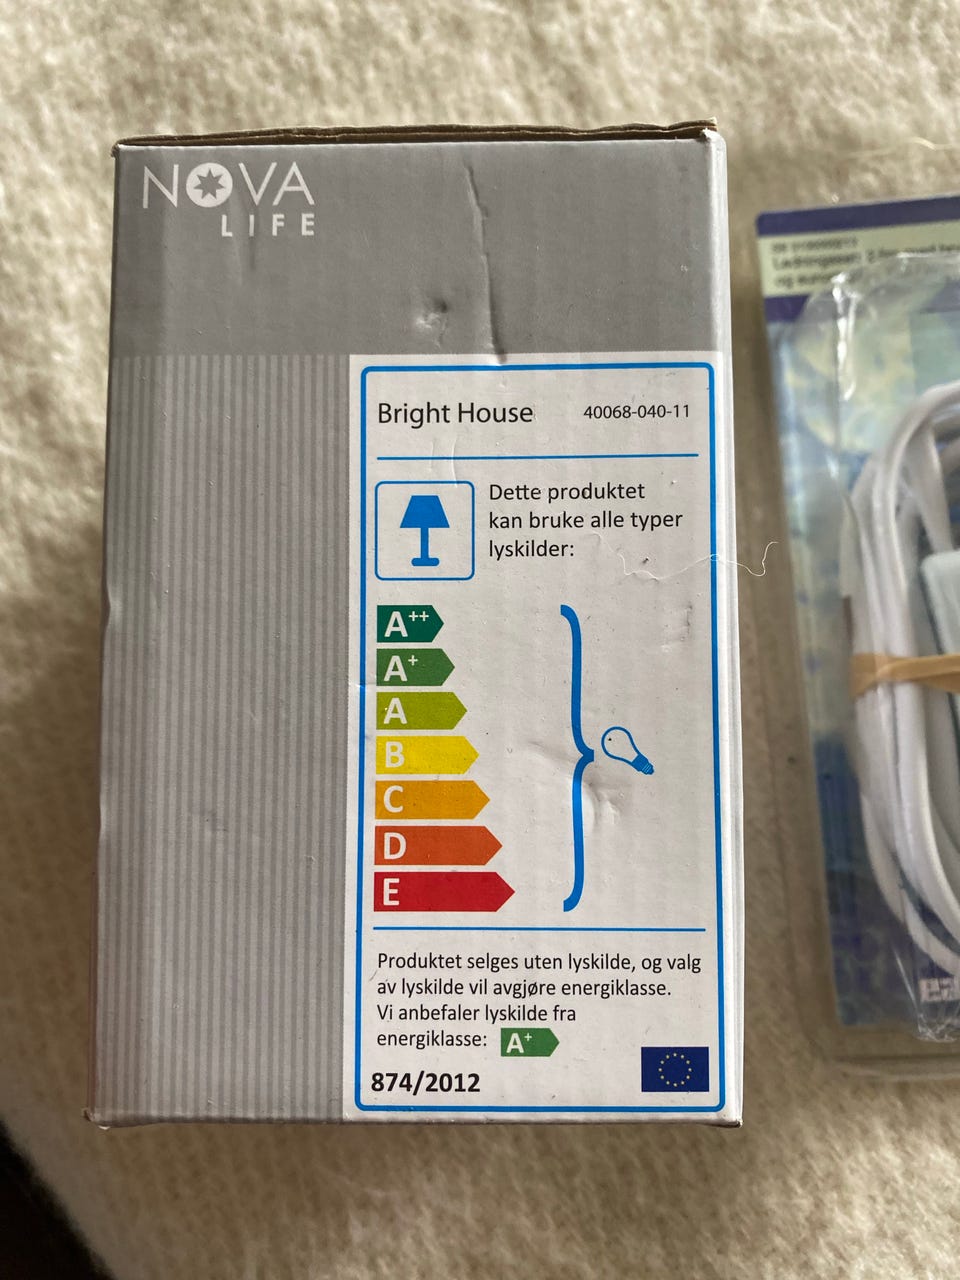 NOVA
LIFE
Bright House 40068-040-11
Dette produktet
kan bruke alle typer
lyskilder:
A++
A+
A
B
C
D
E
Produktet selges uten lyskilde, og valg
av lyskilde vil avgjøre energiklasse.
Vi anbefaler lyskilde fra
energiklasse: A+
874/2012